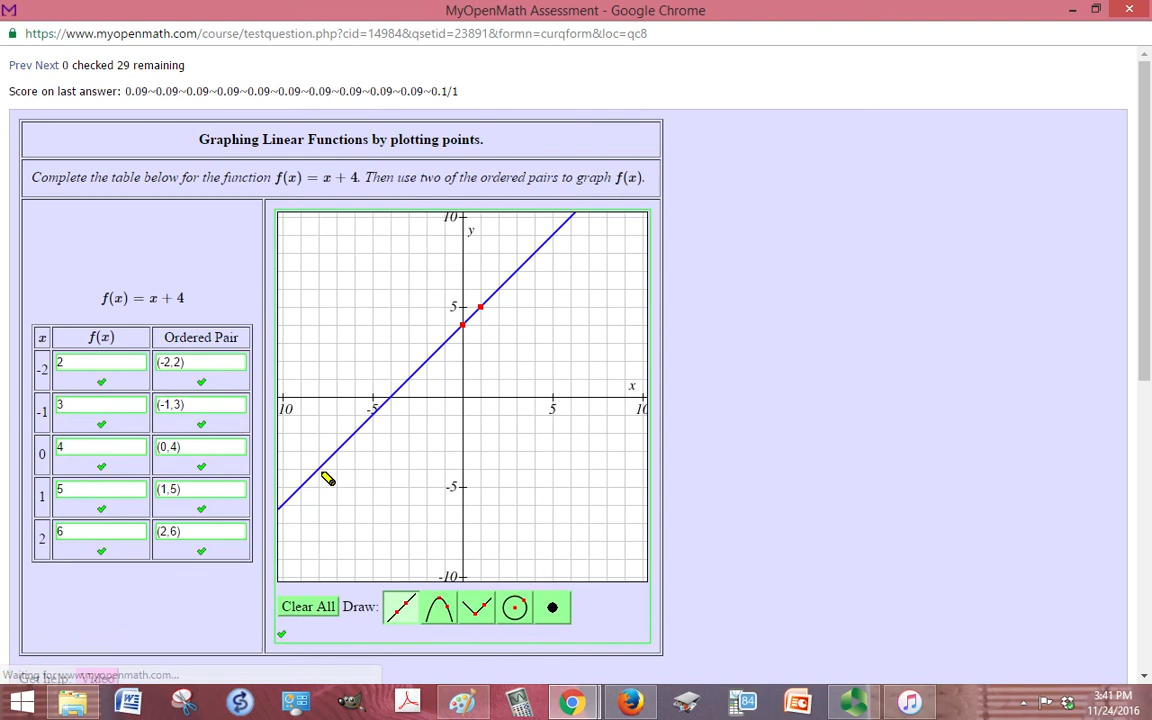 MyOpenMath Assessment - Google Chrome
https://www.myopenmath.com/course/testquestion.php?cid=14984&qsetid=23891&formn=curqform&loc=qc8
Prev Next 0 checked 29 remaining
Score on last answer: 0.09~0.09~0.09~0.09~0.09~0.09~0.09~0.09~0.09~0.09~0.1/1
Graphing Linear Functions by plotting points.
Complete the table below for the function f(x) = x + 4. Then use two of the ordered pairs to graph f(x).
f(x) = x + 4
x f(x) Ordered Pair
-2 2 (-2,2)
-1 3 (-1,3)
0 4 (0,4)
1 5 (1,5)
2 6 (2,6)
10
y
5
x
10 -5 5 10
-5
-10
Clear All Draw:
Waiting for www.myopenmath.com...
Get help: Video
84
3:41 PM
11/24/2016